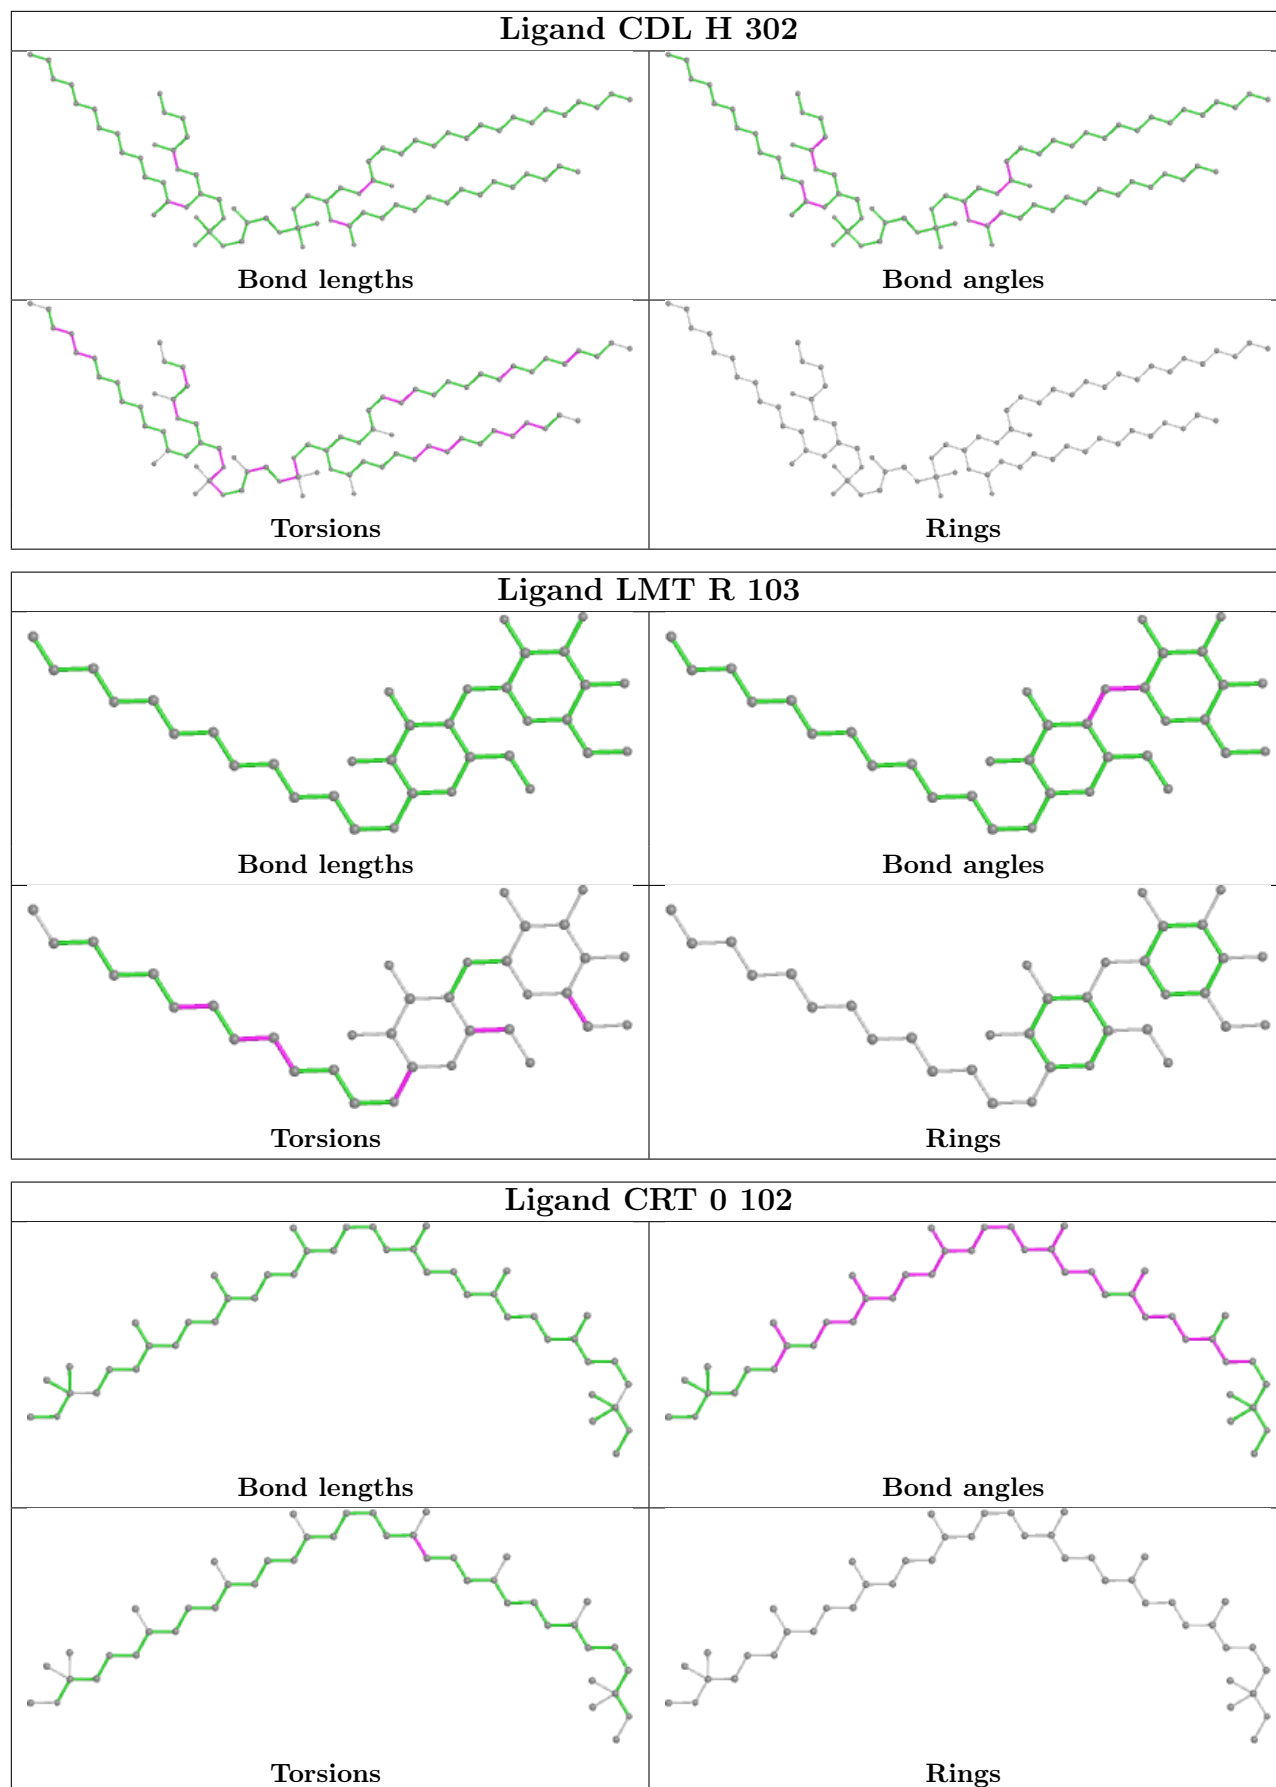 Ligand CDL H 302
Bond lengths
Bond angles
Torsions
Rings
Ligand LMT R 103
Bond lengths
Bond angles
Torsions
Rings
Ligand CRT 0 102
Bond lengths
Bond angles
Torsions
Rings